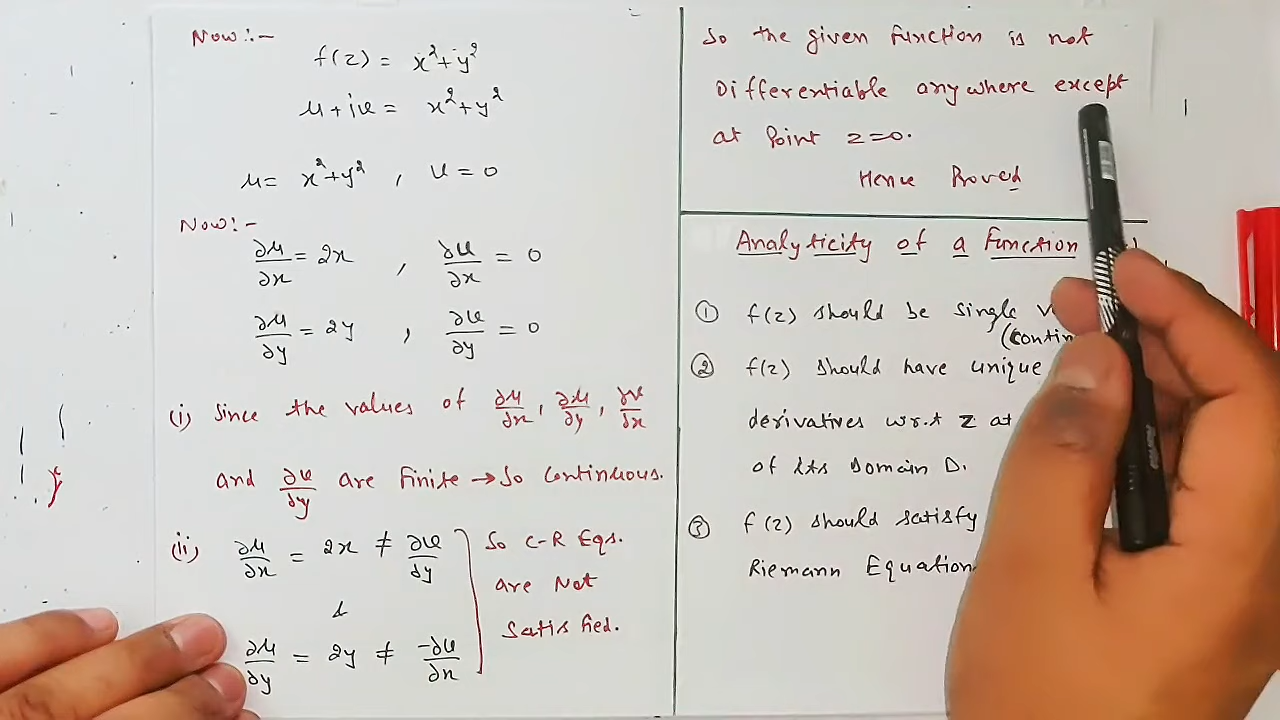 Now:-
f(z) = x²+y²
u+iv = x²+y²
u = x²+y² , v = 0
Now:-
∂u/∂x = 2x , ∂v/∂x = 0
∂u/∂y = 2y , ∂v/∂y = 0
(i) Since the values of ∂u/∂x, ∂u/∂y, ∂v/∂x
and ∂v/∂y are finite → So continuous.
(ii) ∂u/∂x = 2x ≠ ∂v/∂y
&
∂u/∂y = 2y ≠ -∂v/∂x
So C-R Eqs.
are Not
Satisfied.
So the given function is not
Differentiable anywhere except
at Point z=0.
Hence Proved
Analyticity of a Function
① f(z) should be single
② f(z) should have unique
derivatives w.r.t z at
of its Domain D.
③ f(z) should satisfy
Riemann Equation